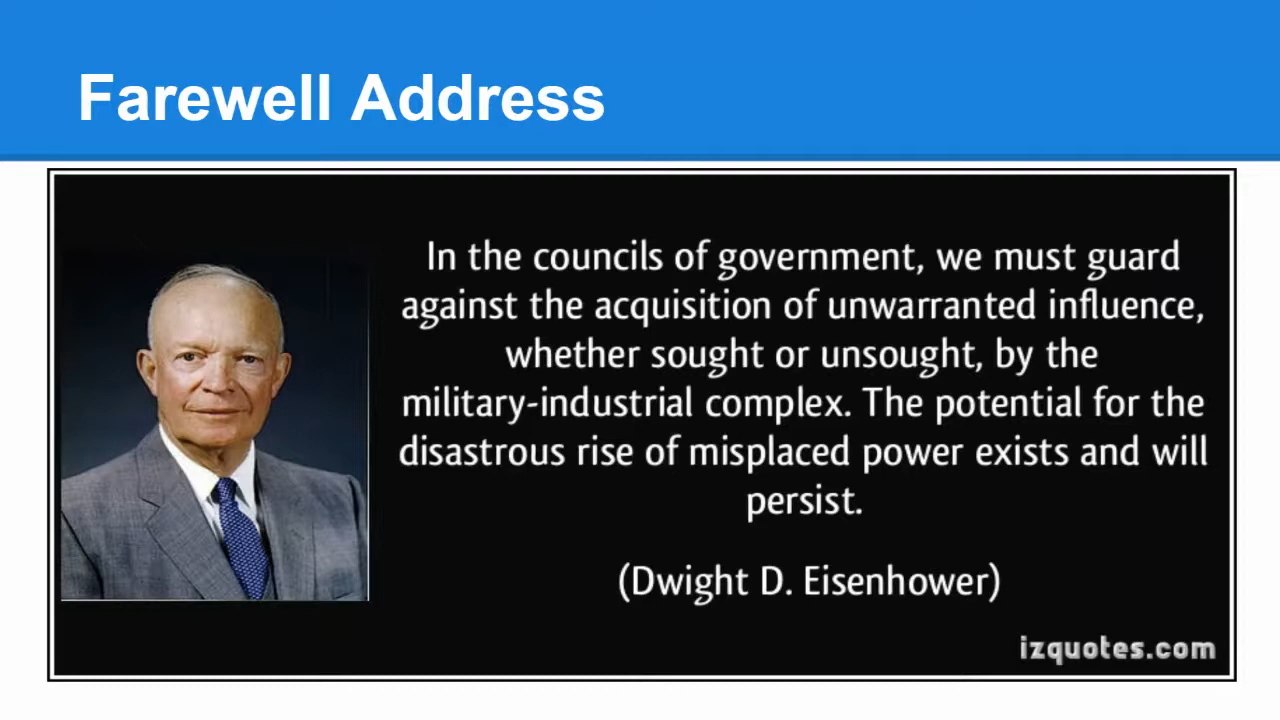 Farewell Address
In the councils of government, we must guard
against the acquisition of unwarranted influence,
whether sought or unsought, by the
military-industrial complex. The potential for the
disastrous rise of misplaced power exists and will
persist.
(Dwight D. Eisenhower)
izquotes.com